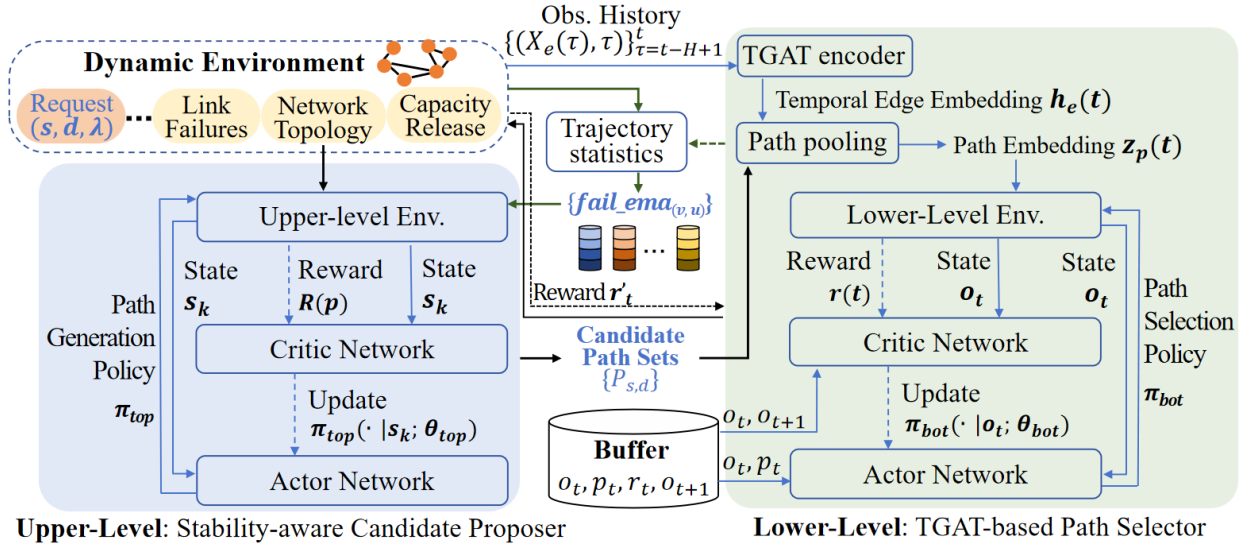 Obs. History
{(X_e(τ), τ)}^t_{τ=t−H+1}
Dynamic Environment
Request
(s, d, λ)
Link
Failures
Network
Topology
Capacity
Release
TGAT encoder
Temporal Edge Embedding h_e(t)
Trajectory
statistics
Path pooling
Path Embedding z_p(t)
{fail_ema_(v,u)}
Upper-level Env.
State
s_k
Reward
R(p)
State
s_k
Path
Generation
Policy
π_top
Critic Network
Update
π_top(· |s_k; θ_top)
Actor Network
Reward r'_t
Candidate
Path Sets
{P_{s,d}}
Buffer
o_t, p_t, r_t, o_{t+1}
o_t, o_{t+1}
o_t, p_t
Lower-Level Env.
Reward
r(t)
State
o_t
State
o_t
Path
Selection
Policy
π_bot
Critic Network
Update
π_bot(· |o_t; θ_bot)
Actor Network
Upper-Level: Stability-aware Candidate Proposer
Lower-Level: TGAT-based Path Selector